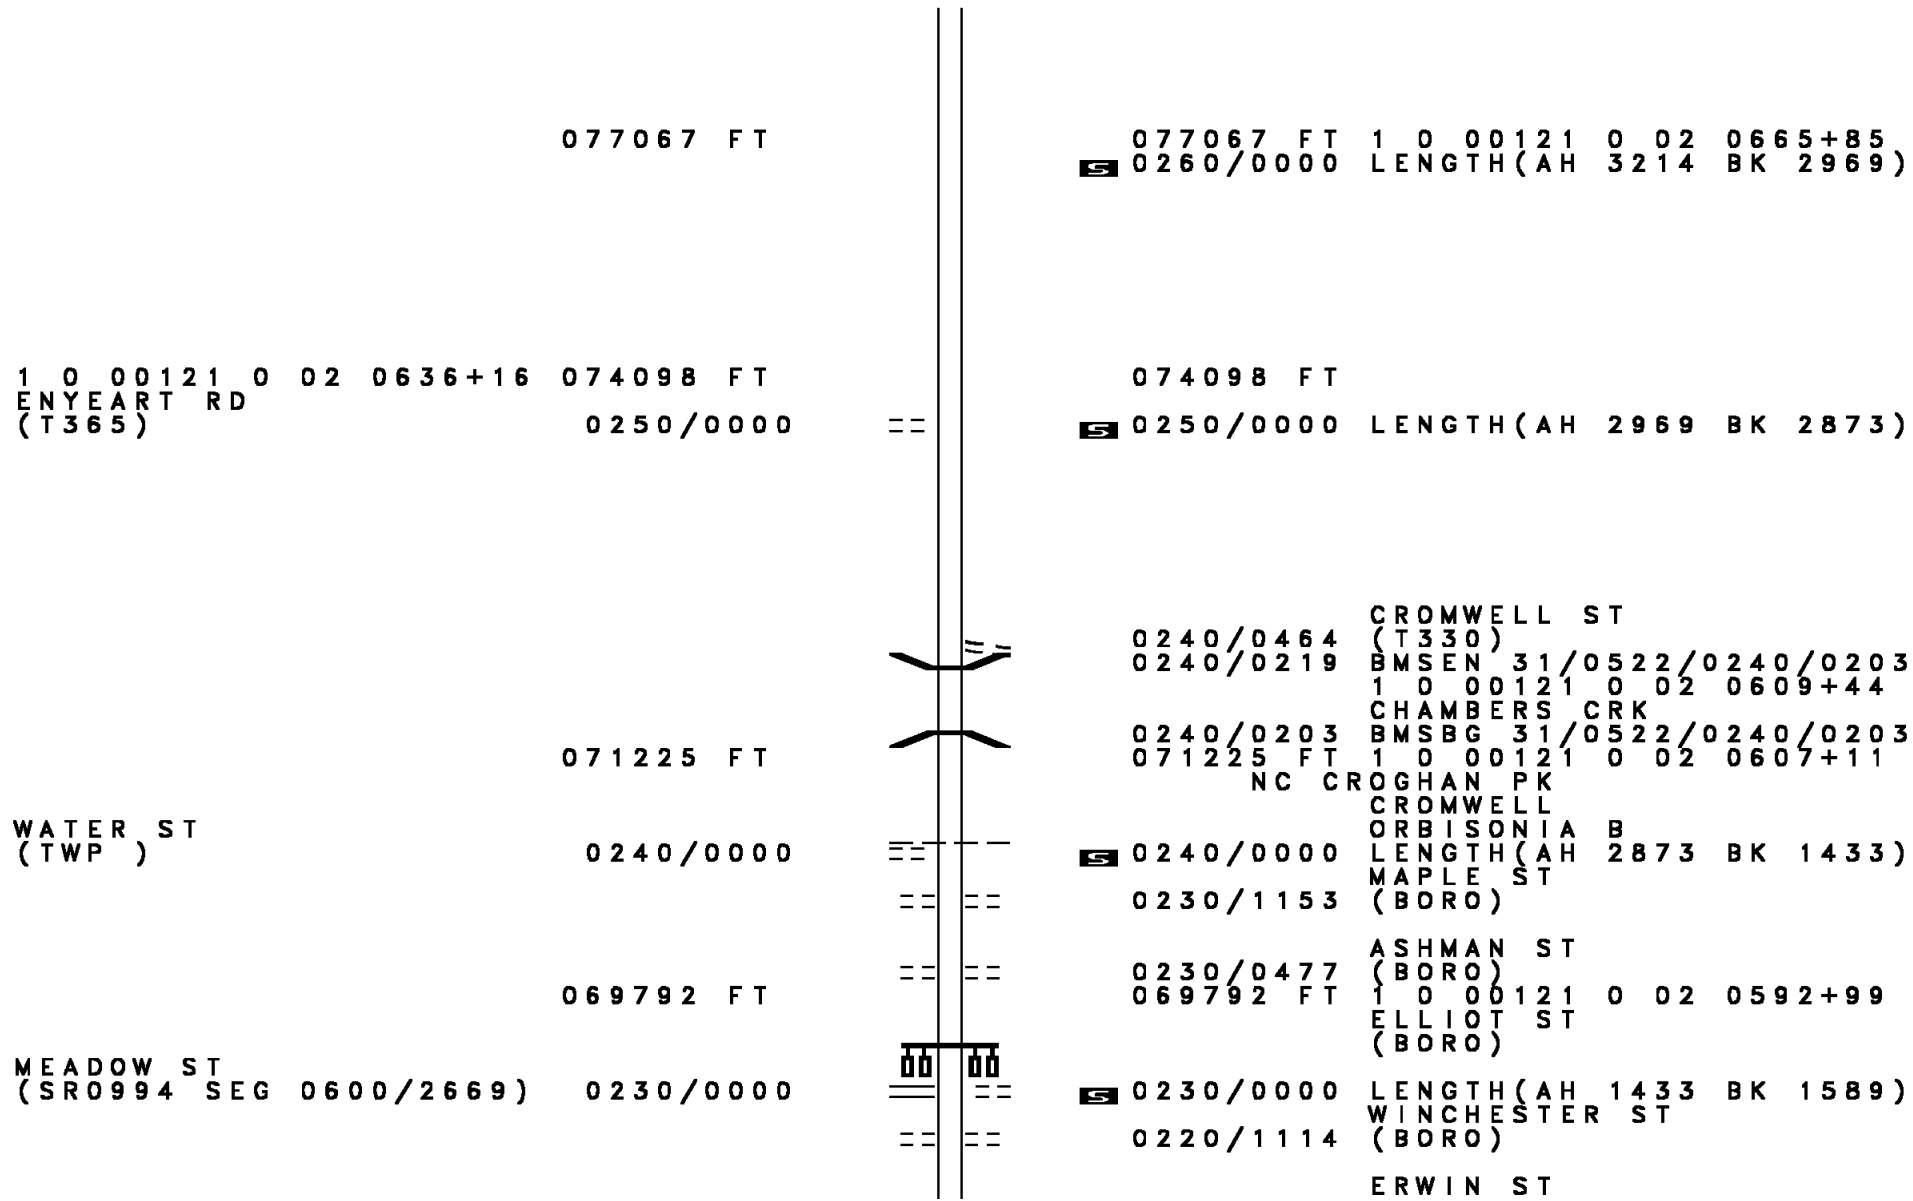 077067 FT 077067 FT 1 0 00121 0 02 0665+85
S 0260/0000 LENGTH(AH 3214 BK 2969)
1 0 00121 0 02 0636+16 074098 FT 074098 FT
ENYEART RD
(T365) 0250/0000 S 0250/0000 LENGTH(AH 2969 BK 2873)
CROMWELL ST
0240/0464 (T330)
0240/0219 BMSEN 31/0522/0240/0203
1 0 00121 0 02 0609+44
CHAMBERS CRK
0240/0203 BMSBG 31/0522/0240/0203
071225 FT 071225 FT 1 0 00121 0 02 0607+11
NC CROGHAN PK
CROMWELL
WATER ST ORBISONIA B
(TWP ) 0240/0000 S 0240/0000 LENGTH(AH 2873 BK 1433)
MAPLE ST
0230/1153 (BORO)
ASHMAN ST
0230/0477 (BORO)
069792 FT 069792 FT 1 0 00121 0 02 0592+99
ELLIOT ST
(BORO)
MEADOW ST
(SR0994 SEG 0600/2669) 0230/0000 S 0230/0000 LENGTH(AH 1433 BK 1589)
WINCHESTER ST
0220/1114 (BORO)
ERWIN ST